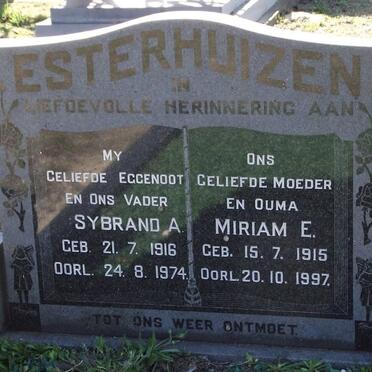 ESTERHUIZEN
IN
LIEFDEVOLLE HERINNERING AAN
MY
GELIEFDE EGGENOOT
EN ONS VADER
SYBRAND A.
GEB. 21. 7. 1916
OORL. 24. 8. 1974.
ONS
GELIEFDE MOEDER
EN OUMA
MIRIAM E.
GEB. 15. 7. 1915
OORL. 20. 10. 1997.
TOT ONS WEER ONTMOET.